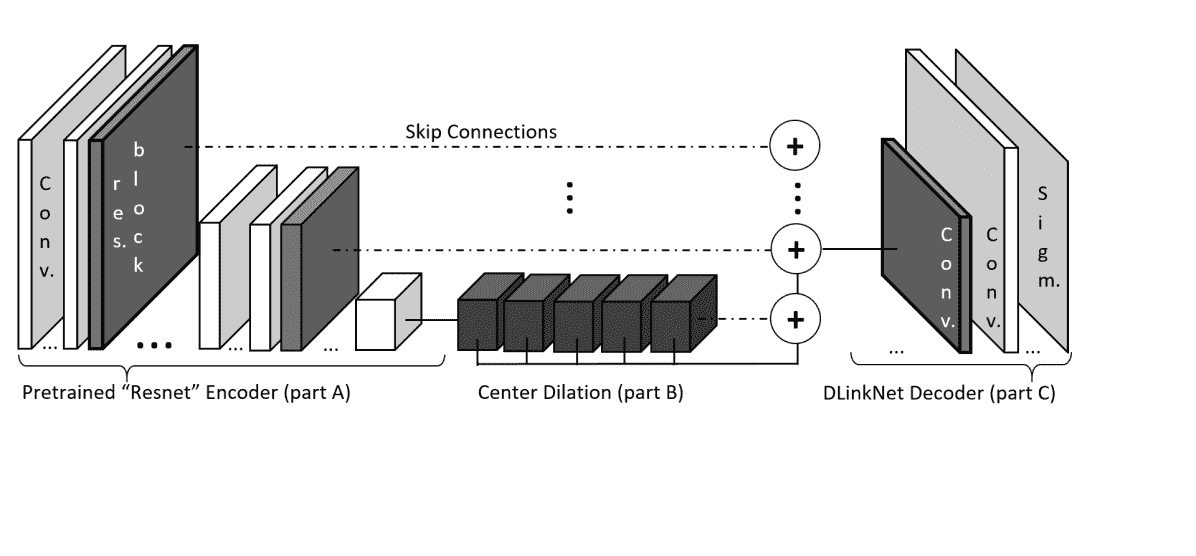 Skip Connections
+
Conv.
res.
block
Sigm.
+
Conv.
Conv.
+
...
...
...
...
...
...
Pretrained “Resnet” Encoder (part A)
Center Dilation (part B)
DLinkNet Decoder (part C)